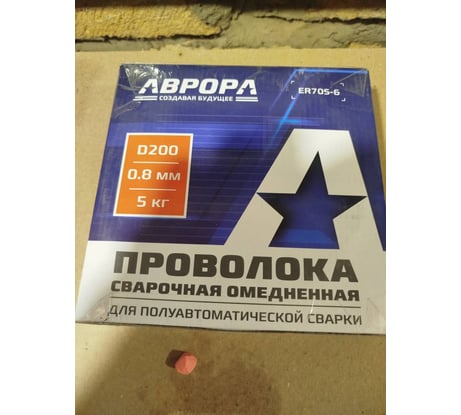 АВРОРА
СОЗДАВАЯ БУДУЩЕЕ
ER70S-6
D200
0.8 ММ
5 КГ
ПРОВОЛОКА
СВАРОЧНАЯ ОМЕДНЕННАЯ
ДЛЯ ПОЛУАВТОМАТИЧЕСКОЙ СВАРКИ